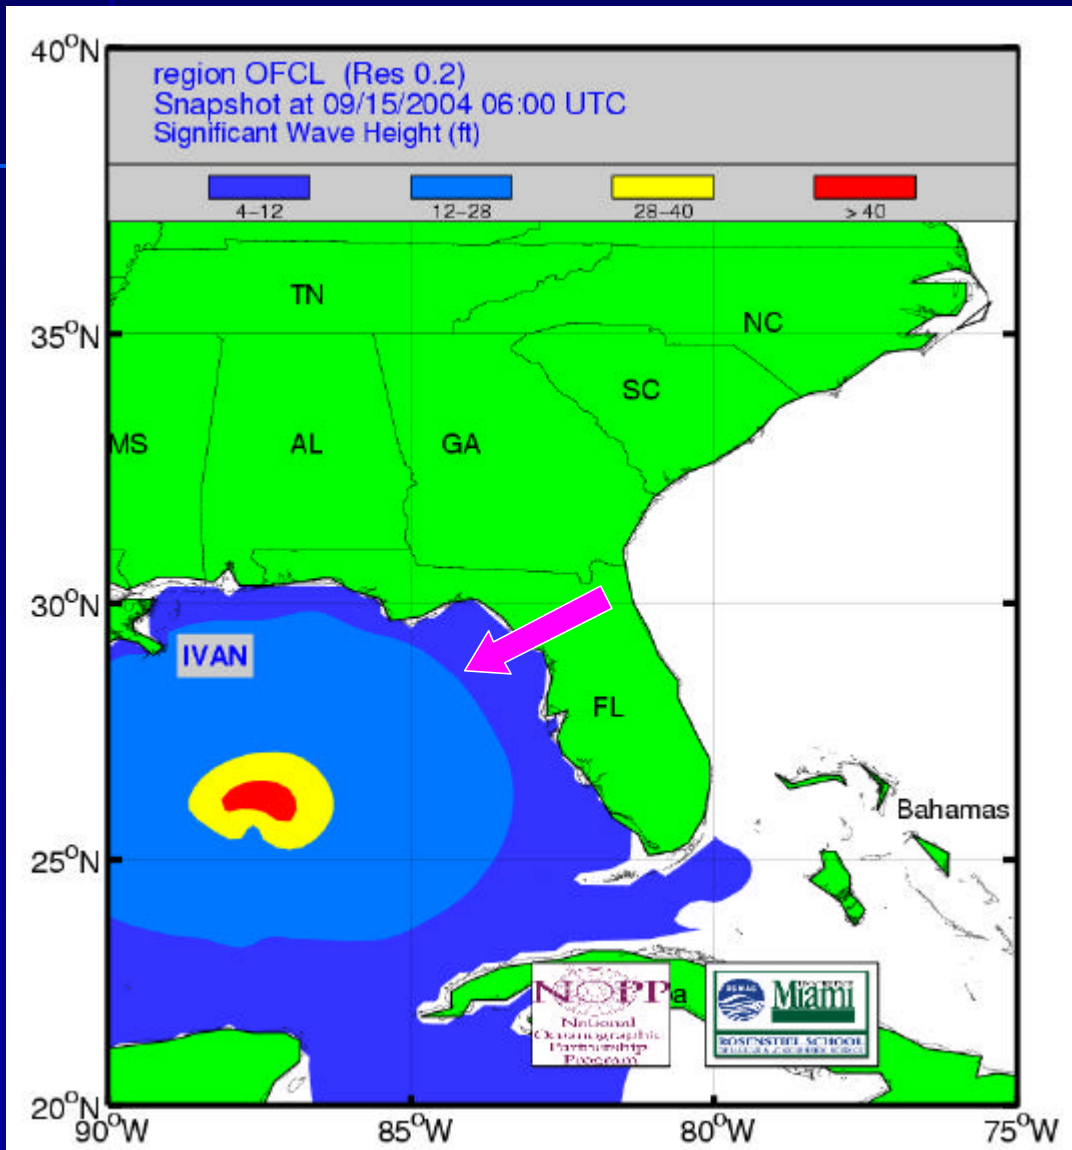 40°N
region OFCL (Res 0.2)
Snapshot at 09/15/2004 06:00 UTC
Significant Wave Height (ft)
4-12 12-28 28-40 > 40
TN
NC
35°N
SC
MS AL GA
30°N
IVAN
FL
Bahamas
25°N
NOPP
National
Oceanographic
Partnership
Program
ba
RSMAS
Miami
ROSENSTIEL SCHOOL
20°N
90°W 85°W 80°W 75°W